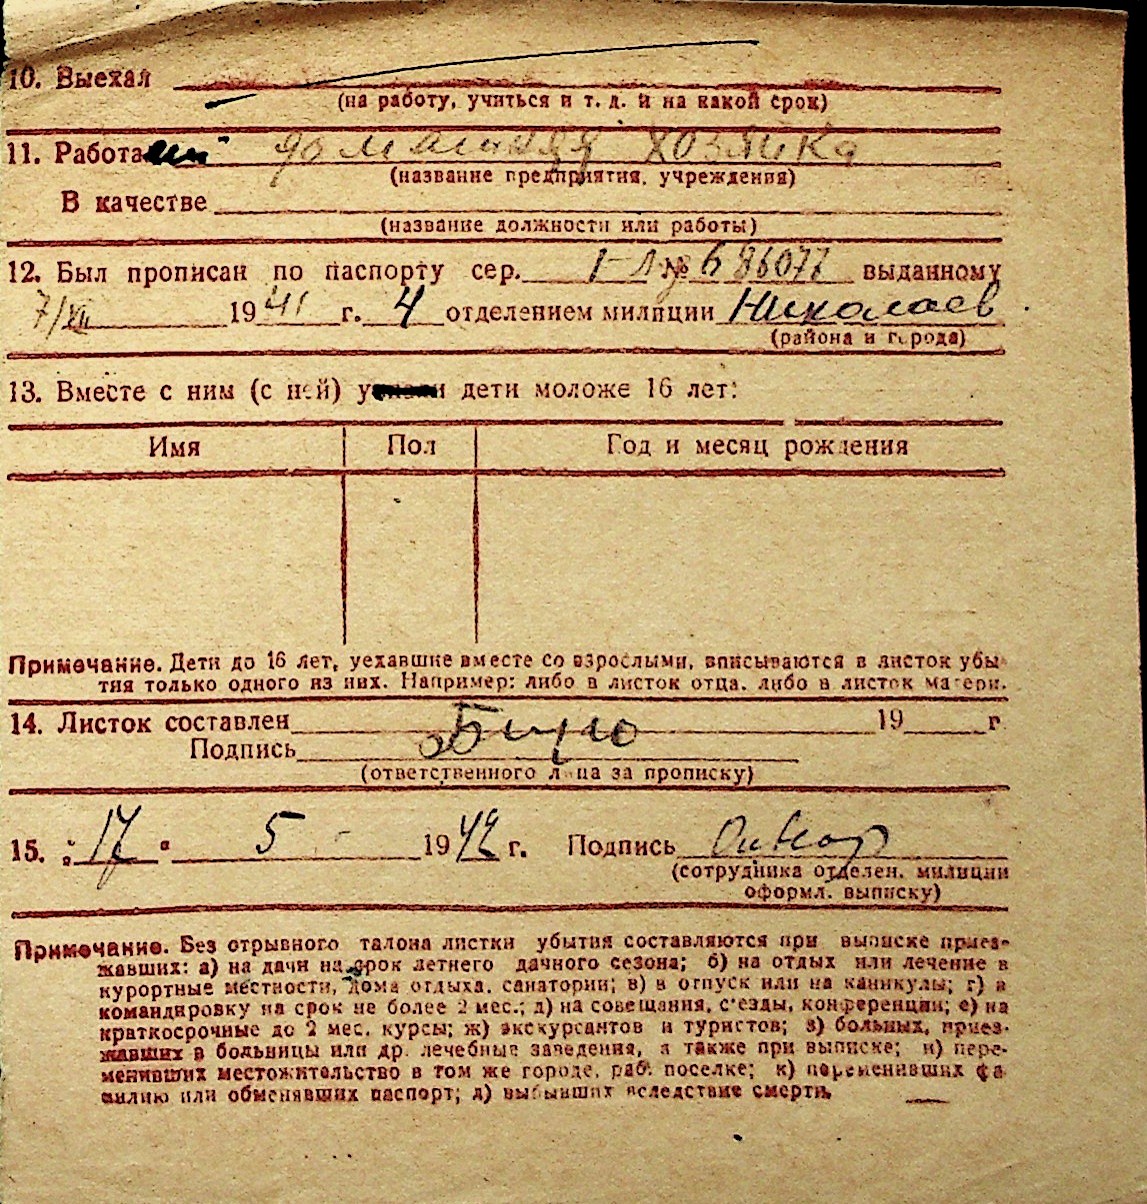 10. Выехал
(на работу, учиться и т. д. и на какой срок)
11. Работа домашняя хозяйка
(название предприятия, учреждения)
В качестве
(название должности или работы)
12. Был прописан по паспорту сер. № 686077 выданному
7/XII 1941 г. 4 отделением милиции Николаев
(района и города)
13. Вместе с ним (с ней) дети моложе 16 лет:
Имя Пол Год и месяц рождения
Примечание. Дети до 16 лет, уехавшие вместе со взрослыми, вписываются в листок убы-
тия только одного из них. Например: либо в листок отца, либо в листок матери.
14. Листок составлен 19 г.
Подпись
(ответственного лица за прописку)
15. „17" 5 1942 г. Подпись
(сотрудника отделен. милиции
оформл. выписку)
Примечание. Без отрывного талона листки убытия составляются при выписке приез-
жавших: а) на дачи на срок летнего дачного сезона; б) на отдых или лечение в
курортные местности, дома отдыха, санатории; в) в отпуск или на каникулы; г) в
командировку на срок не более 2 мес.; д) на совещания, с'езды, конференции; е) на
краткосрочные до 2 мес. курсы; ж) экскурсантов и туристов; з) больных, приез-
жавших в больницы или др. лечебные заведения, а также при выписке; и) пере-
менивших местожительство в том же городе, раб. поселке; к) переменивших фа
милию или обменявших паспорт; л) выбывших вследствие смерти.